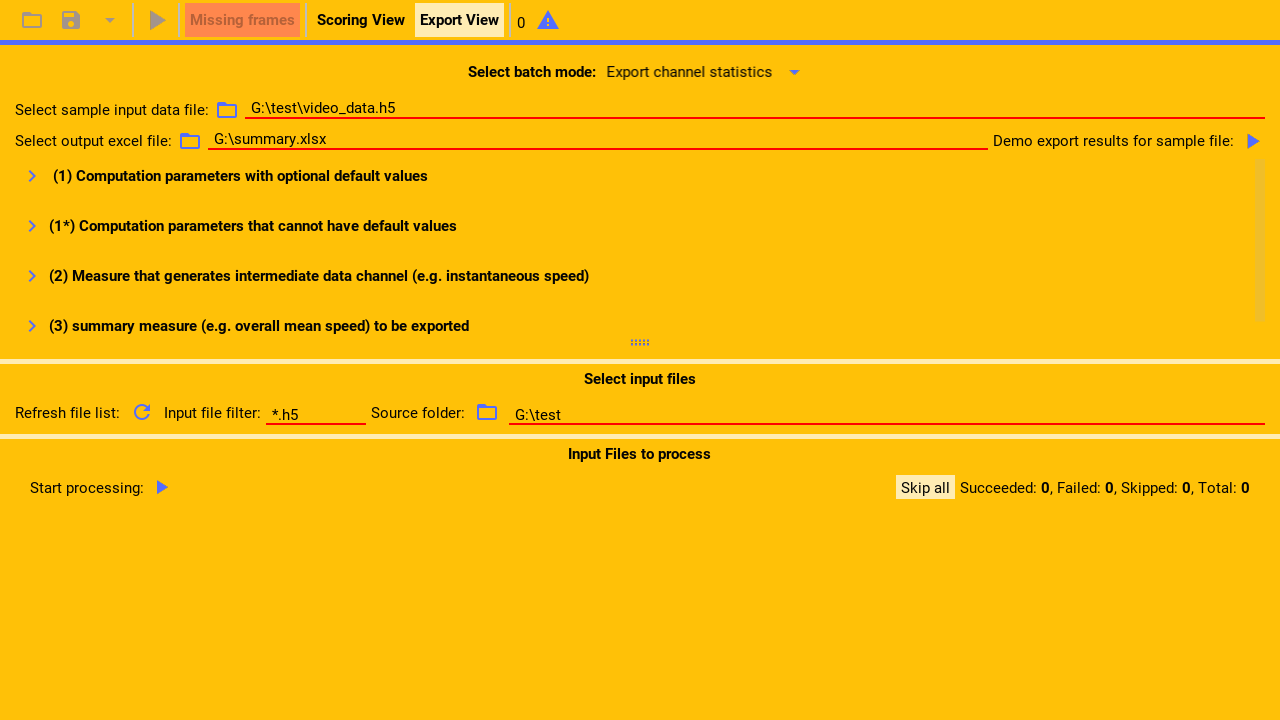 Missing frames Scoring View Export View 0
Select batch mode: Export channel statistics
Select sample input data file: G:\test\video_data.h5
Select output excel file: G:\summary.xlsx Demo export results for sample file:
(1) Computation parameters with optional default values
(1*) Computation parameters that cannot have default values
(2) Measure that generates intermediate data channel (e.g. instantaneous speed)
(3) summary measure (e.g. overall mean speed) to be exported
Select input files
Refresh file list: Input file filter: *.h5 Source folder: G:\test
Input Files to process
Start processing: Skip all Succeeded: 0, Failed: 0, Skipped: 0, Total: 0